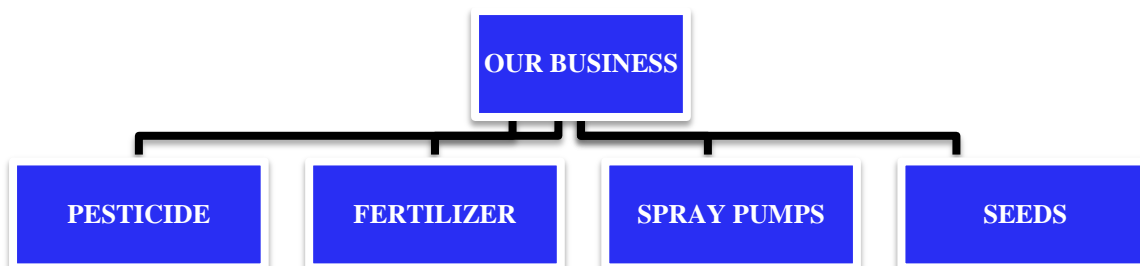 OUR BUSINESS
PESTICIDE
FERTILIZER
SPRAY PUMPS
SEEDS